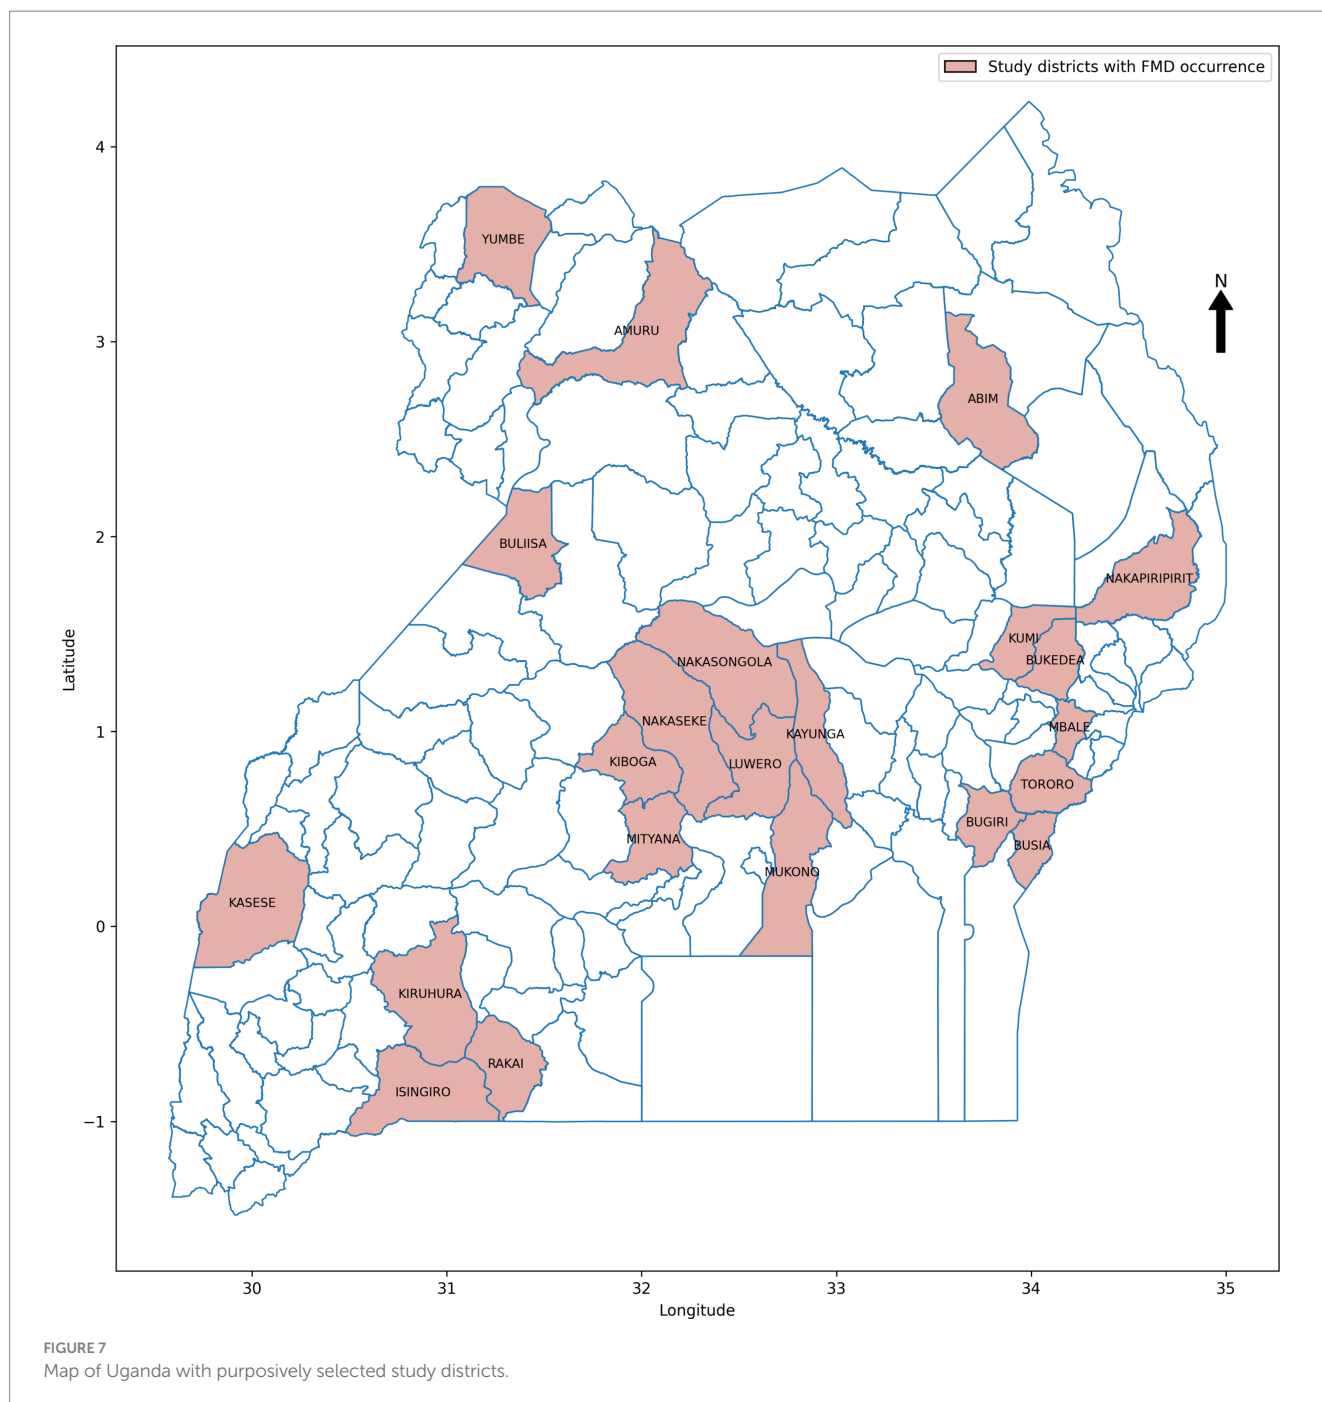 Study districts with FMD occurrence
4
YUMBE
N
AMURU
3
ABIM
2
BULIISA
NAKAPIRIPIRIT
KUMI
NAKASONGOLA
BUKEDEA
Latitude
NAKASEKE
MBALE
1
KAYUNGA
KIBOGA
LUWERO
TORORO
BUGIRI
MITYANA
BUSIA
MUKONO
KASESE
0
KIRUHURA
RAKAI
ISINGIRO
−1
30 31 32 33 34 35
Longitude
FIGURE 7
Map of Uganda with purposively selected study districts.